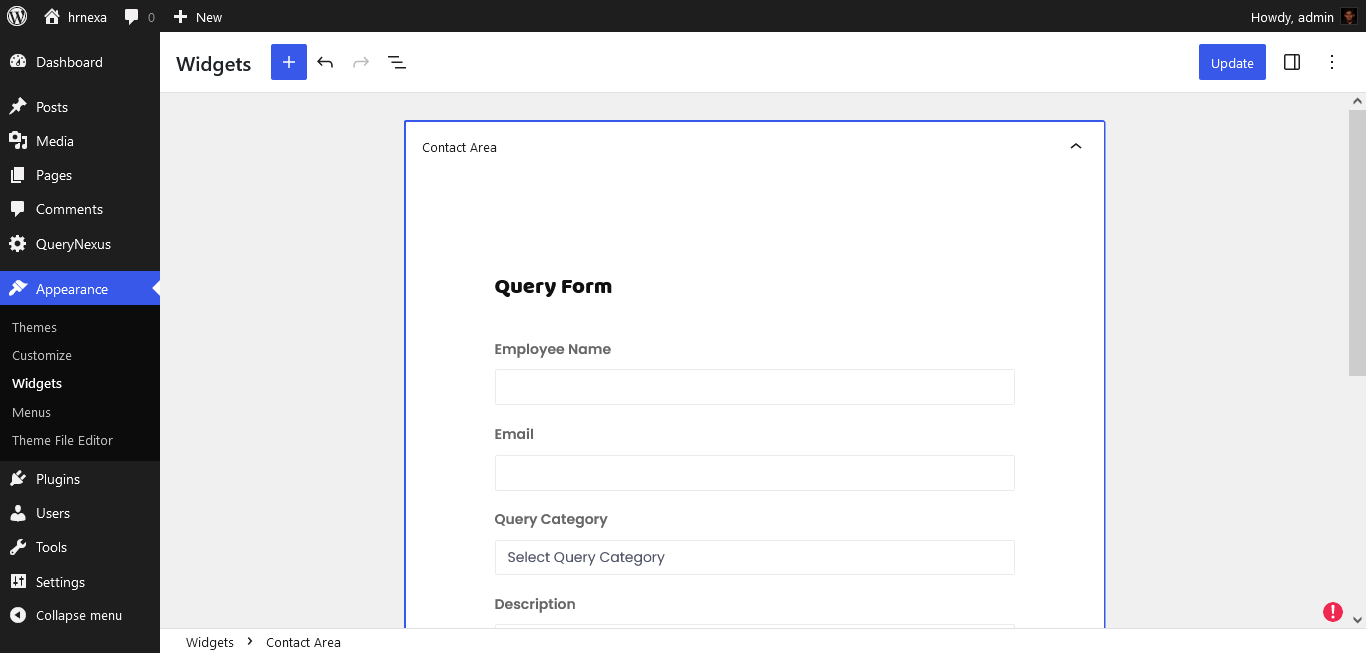 hrnexa 0 New Howdy, admin
Dashboard
Posts
Media
Pages
Comments
QueryNexus
Appearance
Themes
Customize
Widgets
Menus
Theme File Editor
Plugins
Users
Tools
Settings
Collapse menu
Widgets Update
Contact Area
Query Form
Employee Name
Email
Query Category
Select Query Category
Description
Widgets > Contact Area